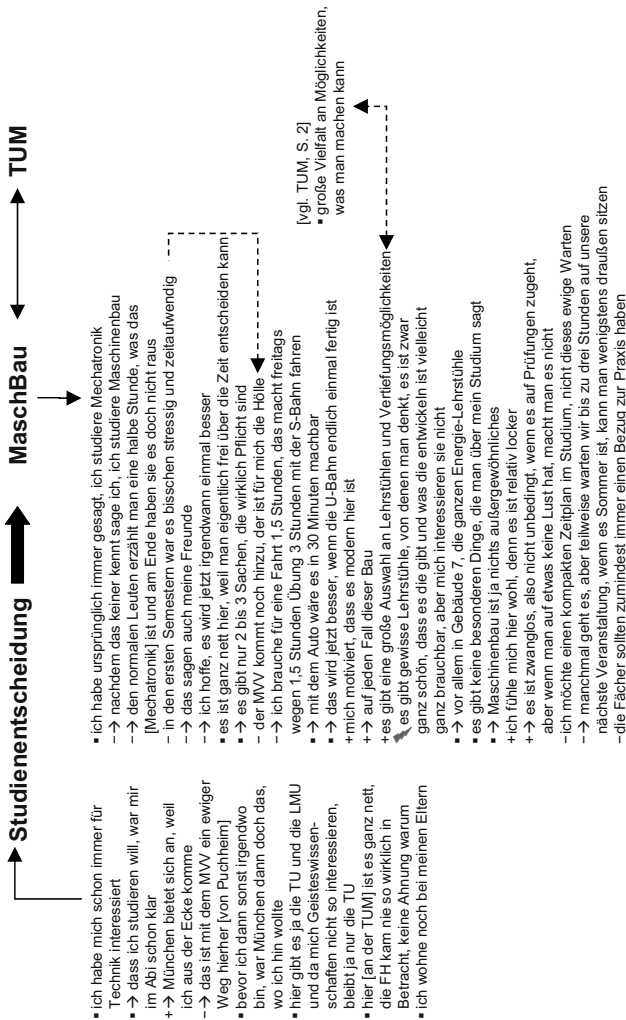 Studienentscheidung MaschBau TUM
▪ ich habe mich schon immer für
Technik interessiert
▪ → dass ich studieren will, war mir
im Abi schon klar
+→ München bietet sich an, weil
ich aus der Ecke komme
–→ das ist mit dem MVV ein ewiger
Weg hierher [von Puchheim]
▪ bevor ich dann sonst irgendwo
bin, war München dann doch das,
wo ich hin wollte
▪ hier gibt es ja die TU und die LMU
und da mich Geisteswissen-
schaften nicht so interessieren,
bleibt ja nur die TU
▪ hier [an der TUM] ist es ganz nett,
die FH kam nie so wirklich in
Betracht, keine Ahnung warum
▪ ich wohne noch bei meinen Eltern
▪ ich habe ursprünglich immer gesagt, ich studiere Mechatronik
–→ nachdem das keiner kennt sage ich, ich studiere Maschinenbau
–→ den normalen Leuten erzählt man eine halbe Stunde, was das
[Mechatronik] ist und am Ende haben sie es doch nicht raus
– in den ersten Semestern war es bisschen stressig und zeitaufwendig
–→ das sagen auch meine Freunde
–→ ich hoffe, es wird jetzt irgendwann einmal besser
▪ es ist ganz nett hier, weil man eigentlich frei über die Zeit entscheiden kann
▪ → es gibt nur 2 bis 3 Sachen, die wirklich Pflicht sind
– der MVV kommt noch hinzu, der ist für mich die Hölle
–→ ich brauche für eine Fahrt 1,5 Stunden, das macht freitags
wegen 1,5 Stunden Übung 3 Stunden mit der S-Bahn fahren
▪ → mit dem Auto wäre es in 30 Minuten machbar
▪ → das wird jetzt besser, wenn die U-Bahn endlich einmal fertig ist
+mich motiviert, dass es modern hier ist
+→ auf jeden Fall dieser Bau
+es gibt eine große Auswahl an Lehrstühlen und Vertiefungsmöglichkeiten
es gibt gewisse Lehrstühle, von denen man denkt, es ist zwar
ganz schön, dass es die gibt und was die entwickeln ist vielleicht
ganz brauchbar, aber mich interessieren sie nicht
▪ → vor allem in Gebäude 7, die ganzen Energie-Lehrstühle
▪ es gibt keine besonderen Dinge, die man über mein Studium sagt
▪ → Maschinenbau ist ja nichts außergewöhnliches
+ich fühle mich hier wohl, denn es ist relativ locker
+→ es ist zwanglos, also nicht unbedingt, wenn es auf Prüfungen zugeht,
aber wenn man auf etwas keine Lust hat, macht man es nicht
–ich möchte einen kompakten Zeitplan im Studium, nicht dieses ewige Warten
–→ manchmal geht es, aber teilweise warten wir bis zu drei Stunden auf unsere
nächste Veranstaltung, wenn es Sommer ist, kann man wenigstens draußen sitzen
–die Fächer sollten zumindest immer einen Bezug zur Praxis haben
[vgl. TUM, S. 2]
▪ große Vielfalt an Möglichkeiten,
was man machen kann